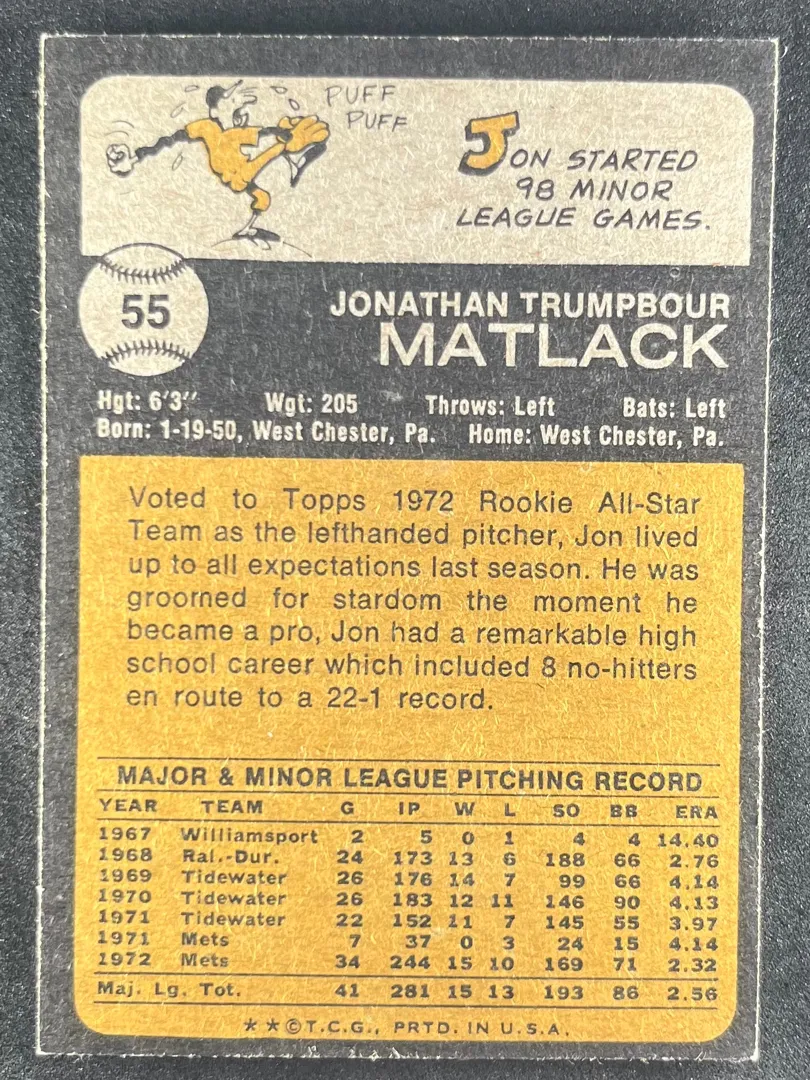 PUFF
PUFF
JON STARTED
98 MINOR
LEAGUE GAMES.
55
JONATHAN TRUMPBOUR
MATLACK
Hgt: 6'3" Wgt: 205 Throws: Left Bats: Left
Born: 1-19-50, West Chester, Pa. Home: West Chester, Pa.
Voted to Topps 1972 Rookie All-Star
Team as the lefthanded pitcher, Jon lived
up to all expectations last season. He was
groomed for stardom the moment he
became a pro, Jon had a remarkable high
school career which included 8 no-hitters
en route to a 22-1 record.
MAJOR & MINOR LEAGUE PITCHING RECORD
YEAR TEAM G IP W L SO BB ERA
1967 Williamsport 2 5 0 1 4 4 14.40
1968 Ral.-Dur. 24 173 13 6 188 66 2.76
1969 Tidewater 26 176 14 7 99 66 4.14
1970 Tidewater 26 183 12 11 146 90 4.13
1971 Tidewater 22 152 11 7 145 55 3.97
1971 Mets 7 37 0 3 24 15 4.14
1972 Mets 34 244 15 10 169 71 2.32
Maj. Lg. Tot. 41 281 15 13 193 86 2.56
**©T.C.G., PRTD. IN U.S.A.